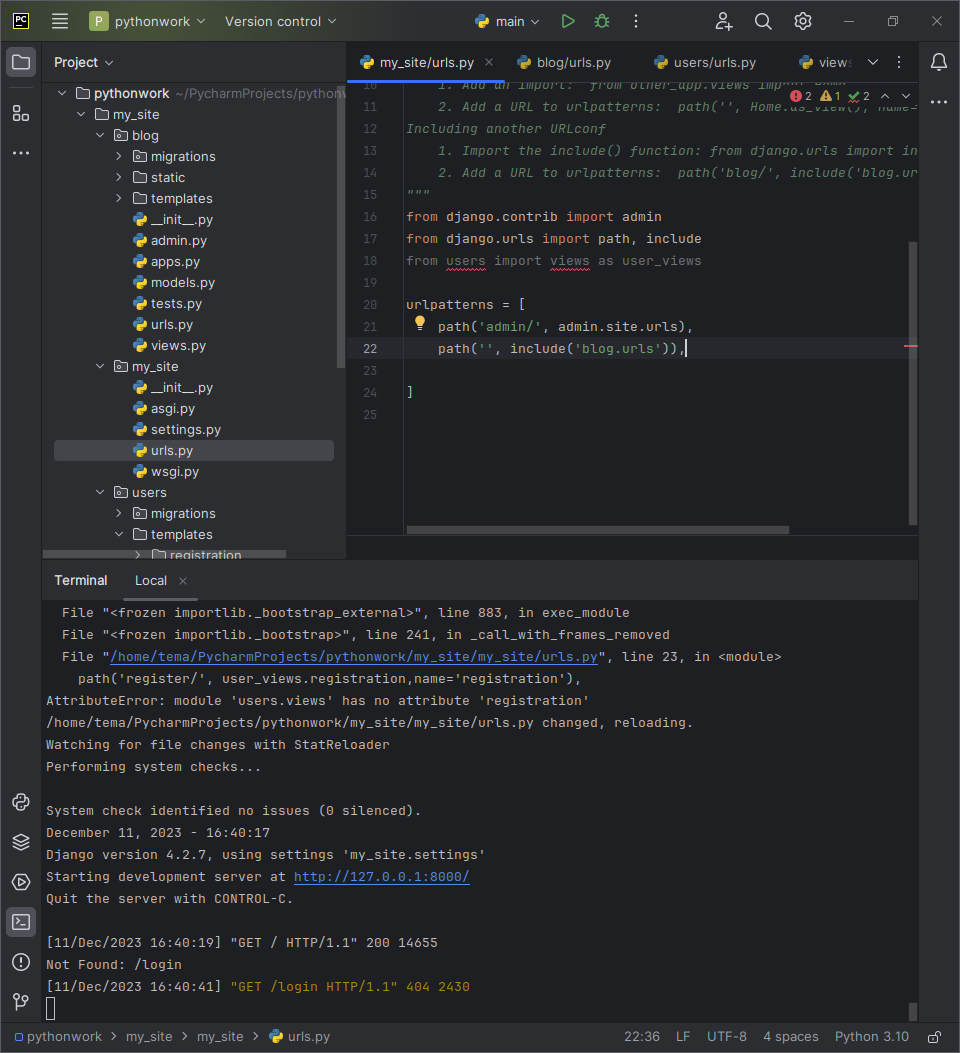 PC P pythonwork Version control main
Project
my_site/urls.py blog/urls.py users/urls.py views
pythonwork ~/PycharmProjects/pythonw
my_site
blog
migrations
static
templates
__init__.py
admin.py
apps.py
models.py
tests.py
urls.py
views.py
my_site
__init__.py
asgi.py
settings.py
urls.py
wsgi.py
users
migrations
templates
registration
2 1 2
10 1. Add an import: from other_app.views imp
11 2. Add a URL to urlpatterns: path('', Home.as_view(), name=
12 Including another URLconf
13 1. Import the include() function: from django.urls import in
14 2. Add a URL to urlpatterns: path('blog/', include('blog.ur
15 """
16 from django.contrib import admin
17 from django.urls import path, include
18 from users import views as user_views
19
20 urlpatterns = [
21 path('admin/', admin.site.urls),
22 path('', include('blog.urls')),
23
24 ]
25
Terminal Local
File "<frozen importlib._bootstrap_external>", line 883, in exec_module
File "<frozen importlib._bootstrap>", line 241, in _call_with_frames_removed
File "/home/tema/PycharmProjects/pythonwork/my_site/my_site/urls.py", line 23, in <module>
path('register/', user_views.registration,name='registration'),
AttributeError: module 'users.views' has no attribute 'registration'
/home/tema/PycharmProjects/pythonwork/my_site/my_site/urls.py changed, reloading.
Watching for file changes with StatReloader
Performing system checks...
System check identified no issues (0 silenced).
December 11, 2023 - 16:40:17
Django version 4.2.7, using settings 'my_site.settings'
Starting development server at http://127.0.0.1:8000/
Quit the server with CONTROL-C.
[11/Dec/2023 16:40:19] "GET / HTTP/1.1" 200 14655
Not Found: /login
[11/Dec/2023 16:40:41] "GET /login HTTP/1.1" 404 2430
pythonwork > my_site > my_site > urls.py 22:36 LF UTF-8 4 spaces Python 3.10